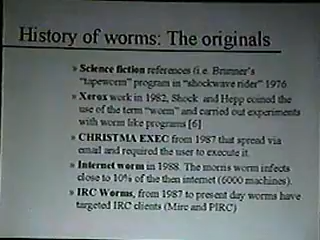 History of worms: The originals
» Science fiction references (i.e. Brunner's
"tapeworm" program in "shockwave rider" 1976
» Xerox work in 1982, Shock and Hepp coined the
use of the term "worm" and carried out experiments
with worm like programs [6]
» CHRISTMA EXEC from 1987 that spread via
email and required the user to execute it.
» Internet worm in 1988. The morris worm infects
close to 10% of the then internet (6000 machines).
» IRC Worms, from 1987 to present day worms have
targeted IRC clients (Mirc and PIRC)